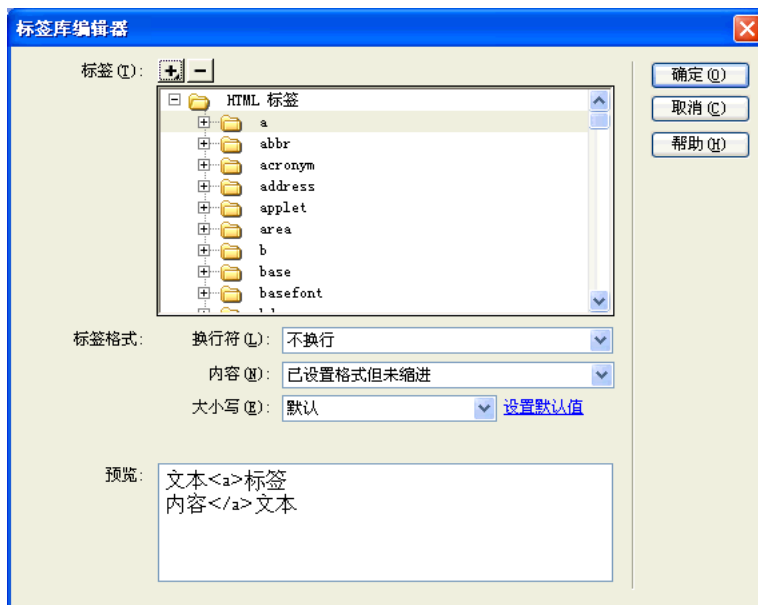 标签库编辑器
标签(T):
确定(O)
取消(C)
帮助(H)
HTML 标签
a
abbr
acronym
address
applet
area
b
base
basefont
标签格式:
换行符(L): 不换行
内容(N): 已设置格式但未缩进
大小写(E): 默认 设置默认值
预览:
文本<a>标签
内容</a>文本